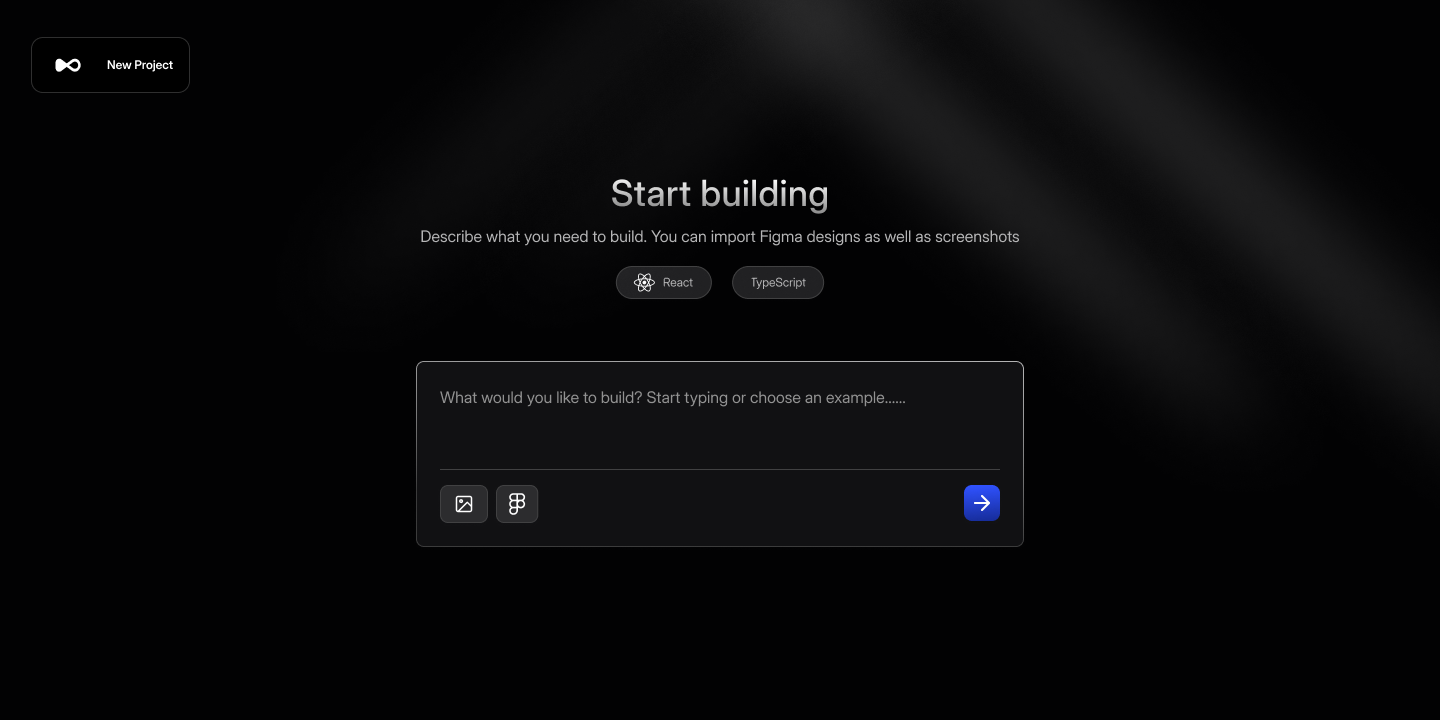 New Project
Start building
Describe what you need to build. You can import Figma designs as well as screenshots
React
TypeScript
What would you like to build? Start typing or choose an example......